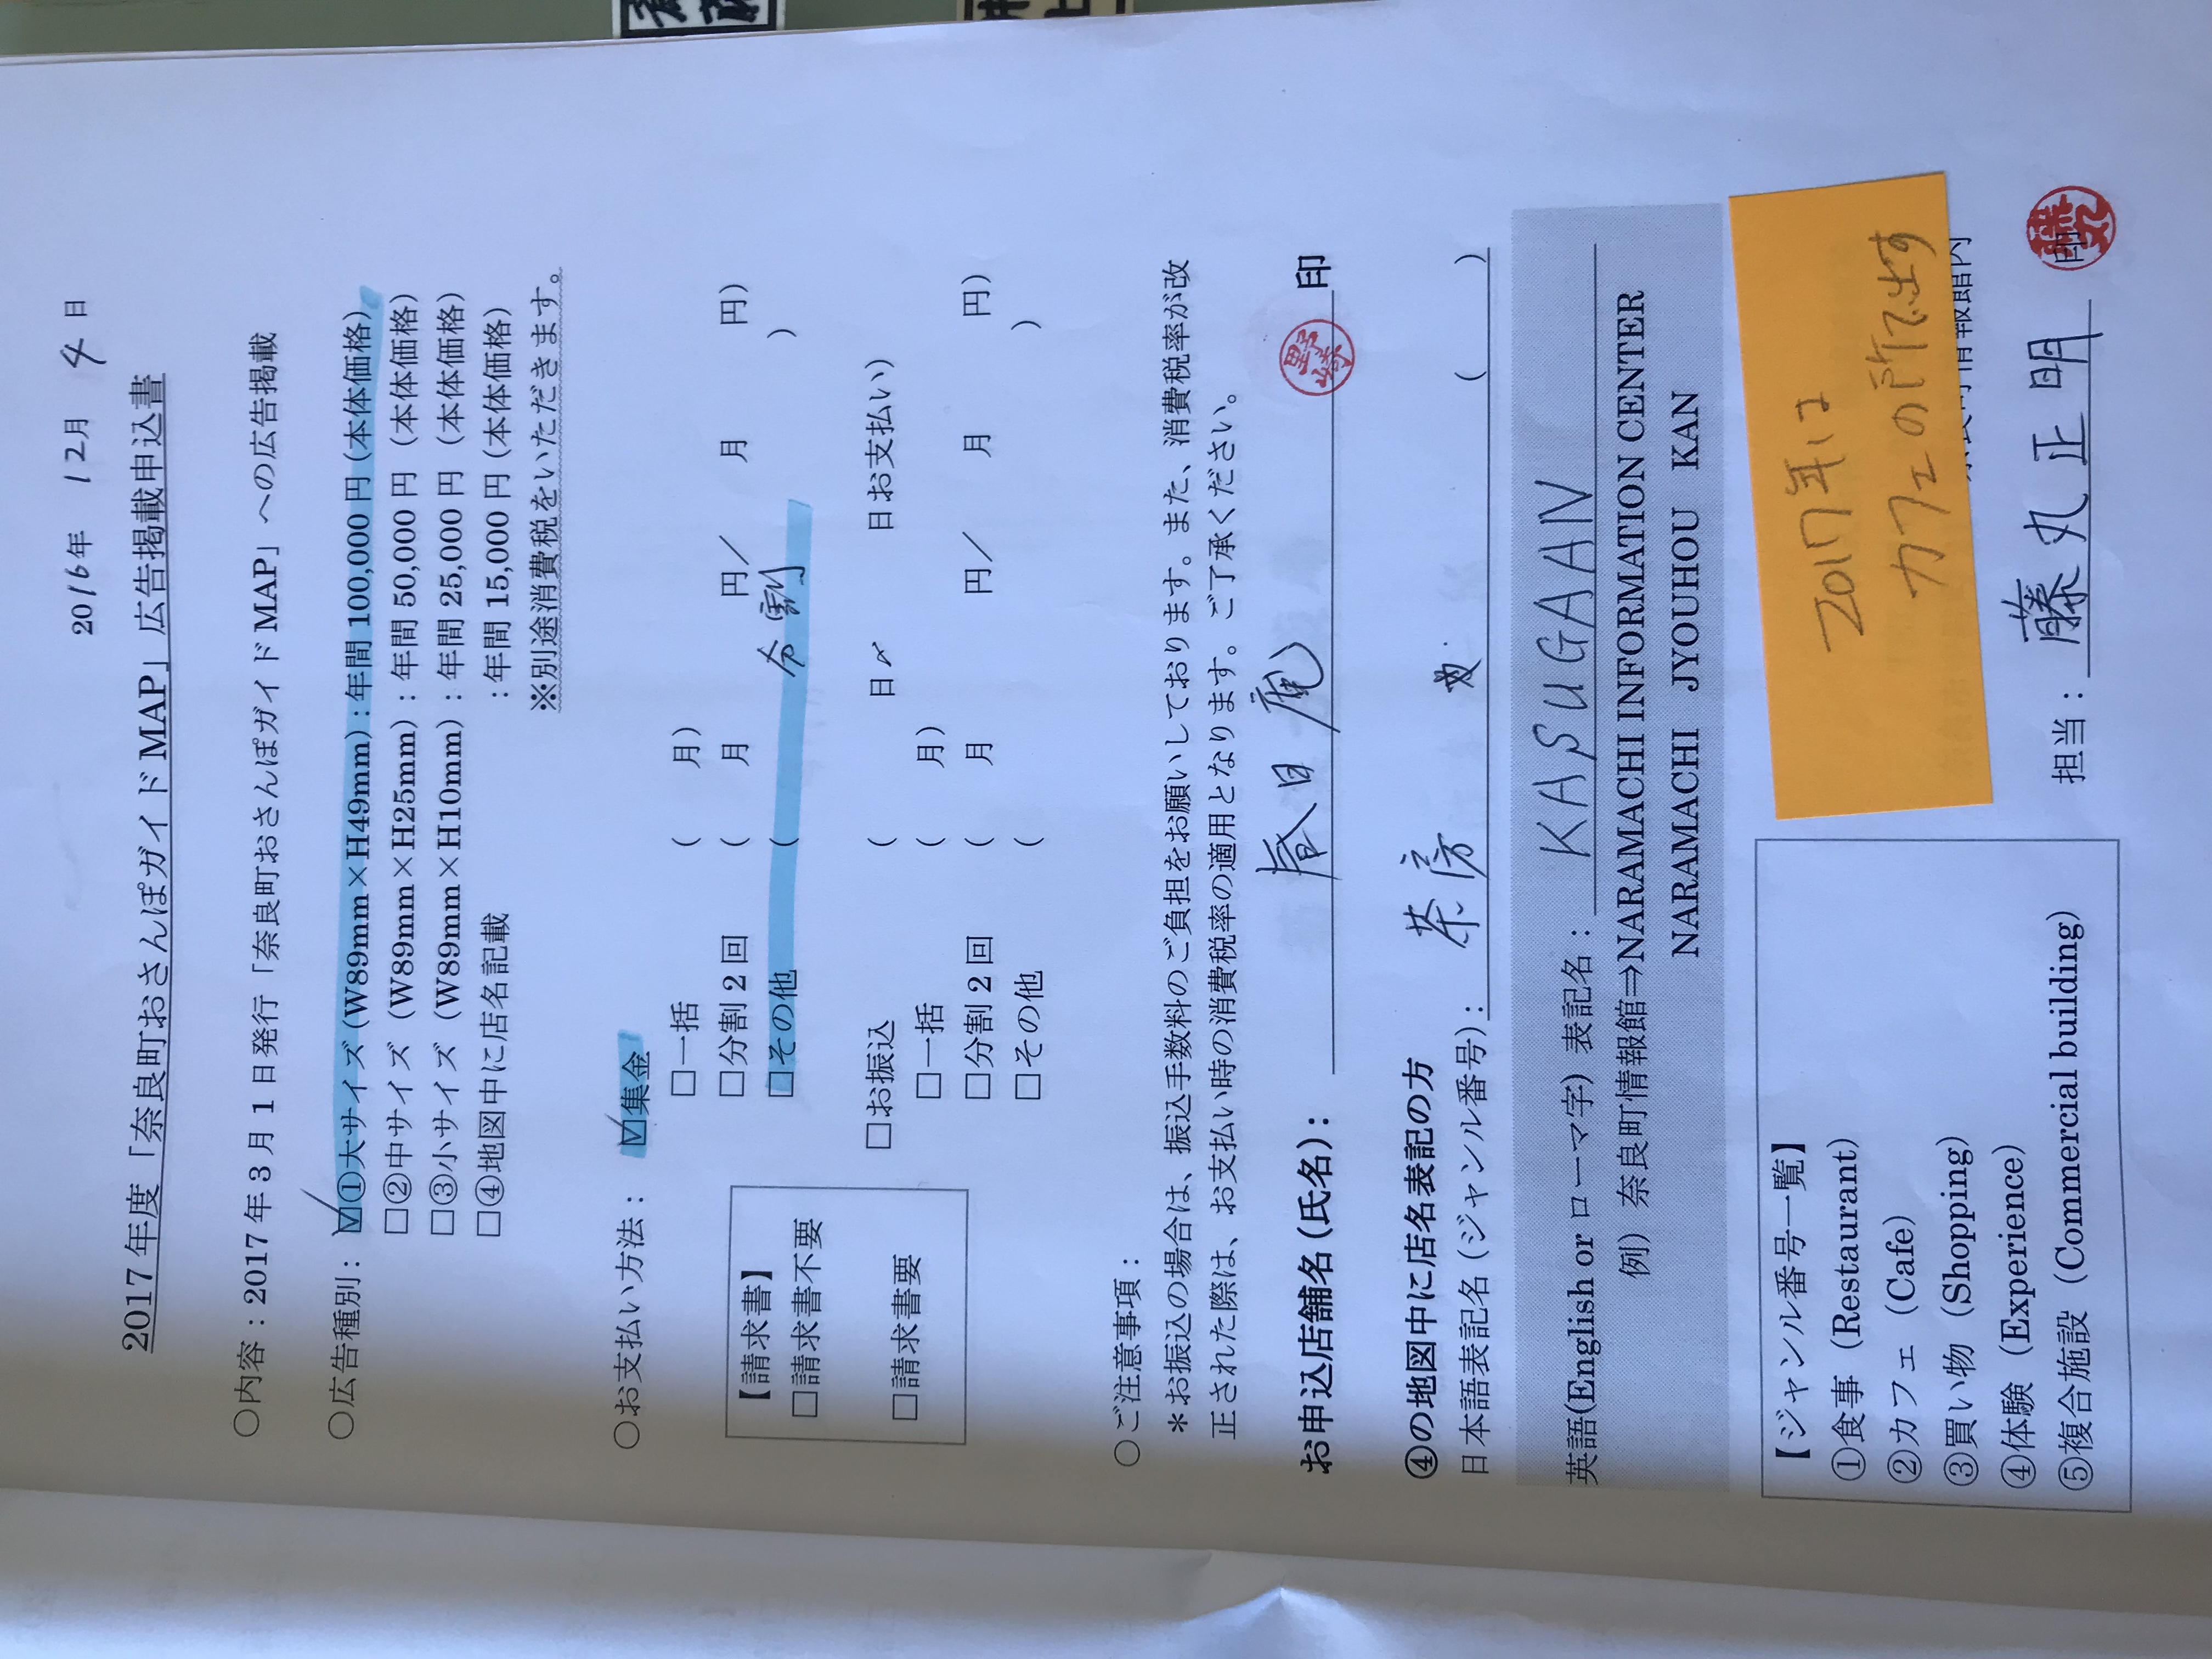 2016年 12月 4日
2017年度「奈良町おさんぽガイドMAP」広告掲載申込書
○内容：2017年3月1日発行「奈良町おさんぽガイドMAP」への広告掲載
○広告種別：☑①大サイズ（W89mm×H49mm）：年間100,000円（本体価格）
□②中サイズ（W89mm×H25mm）：年間50,000円（本体価格）
□③小サイズ（W89mm×H10mm）：年間25,000円（本体価格）
□④地図中に店名記載：年間15,000円（本体価格）
※別途消費税をいただきます。
○お支払い方法：☑集金
□一括（ 月）
□分割2回（ 月 円／ 月 円）
□その他（ 分割 ）
【請求書】
□請求書不要
□請求書要
□お振込（ 日〆 日お支払い）
□一括（ 月）
□分割2回（ 月 円／ 月 円）
□その他（ ）
○ご注意事項：
＊お振込の場合は、振込手数料のご負担をお願いしております。また、消費税率が改
正された際は、お支払い時の消費税率の適用となります。ご了承ください。
お申込店舗名（氏名）： 春日庵 野崎 印
④の地図中に店名表記の方
日本語表記名（ジャンル番号）： 茶房 （ ）
英語(English or ローマ字）表記名： KASUGAAN
例）奈良町情報館⇒NARAMACHI INFORMATION CENTER
NARAMACHI JYOUHOU KAN
【ジャンル番号一覧】
①食事（Restaurant）
②カフェ（Cafe）
③買い物（Shopping）
④体験（Experience）
⑤複合施設（Commercial building）
2017年は
カフェの所で出す
情報館内
担当： 藤丸正明 印
藤丸